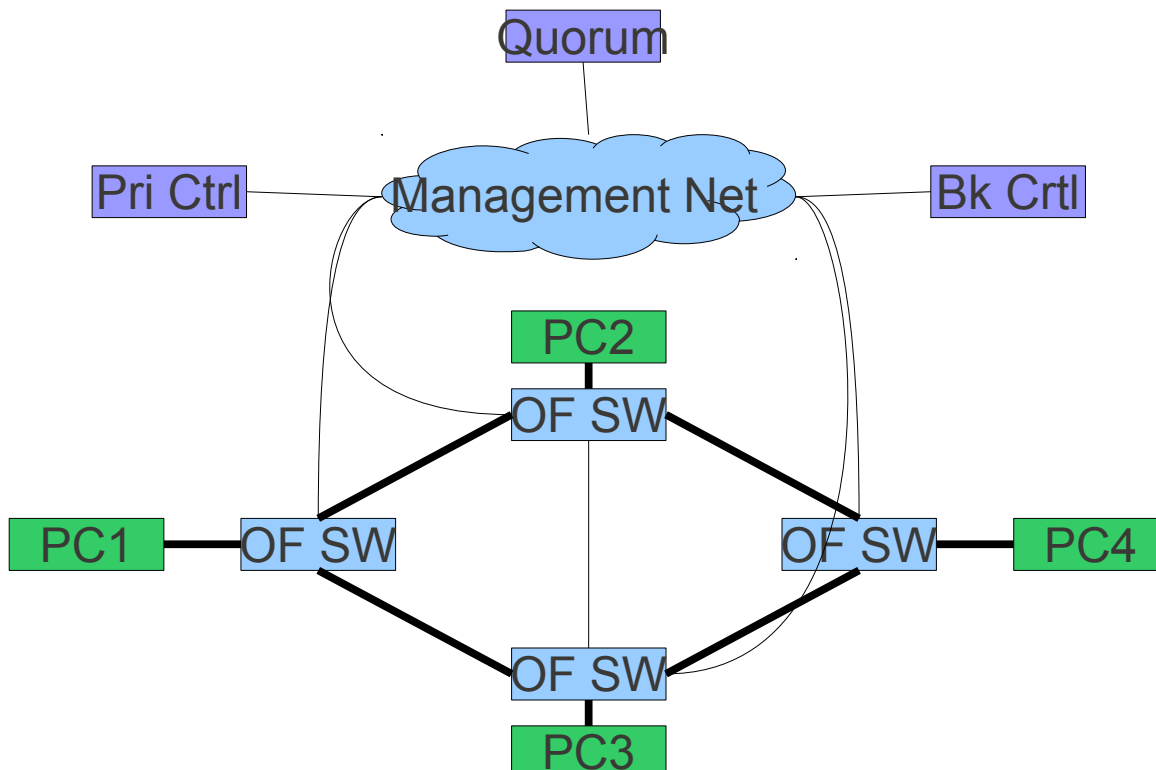 Quorum
Pri Ctrl
Management Net
Bk Crtl
PC2
OF SW
PC1
OF SW
OF SW
PC4
OF SW
PC3